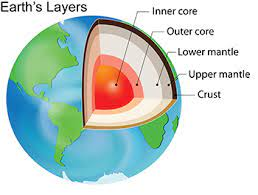 Earth's Layers
Inner core
Outer core
Lower mantle
Upper mantle
Crust